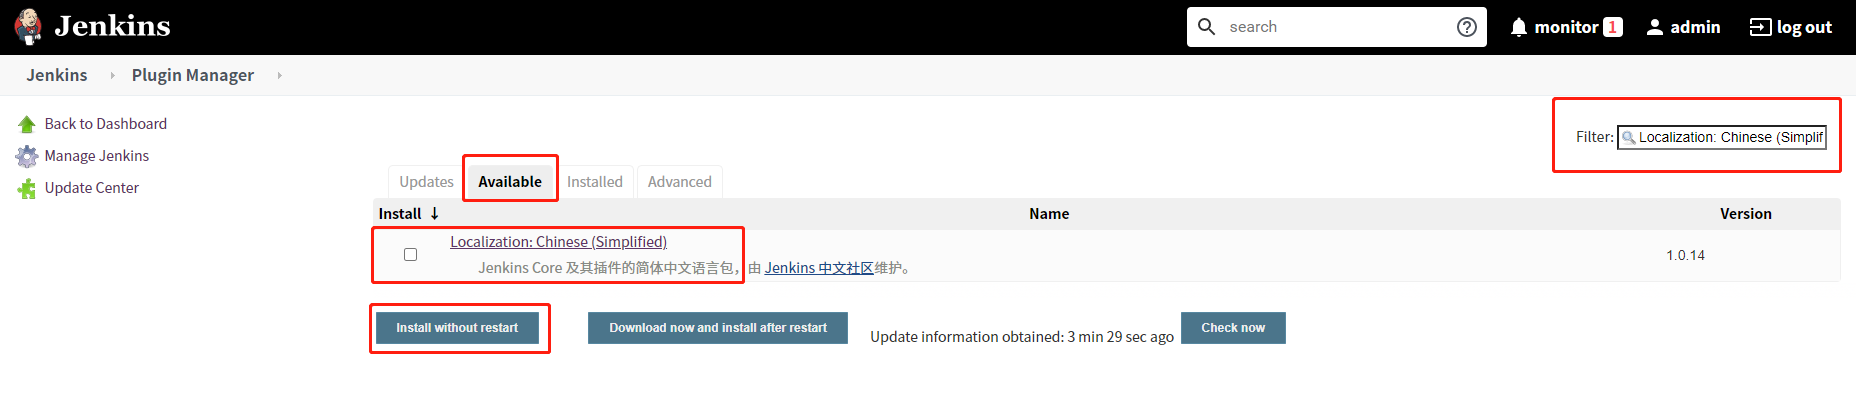 Jenkins
search
monitor 1
admin
log out
Jenkins
Plugin Manager
Back to Dashboard
Manage Jenkins
Update Center
Filter: Localization: Chinese (Simplif
Updates
Available
Installed
Advanced
Install ↓
Name
Version
Localization: Chinese (Simplified)
Jenkins Core 及其插件的简体中文语言包，由 Jenkins 中文社区维护。
1.0.14
Install without restart
Download now and install after restart
Update information obtained: 3 min 29 sec ago
Check now